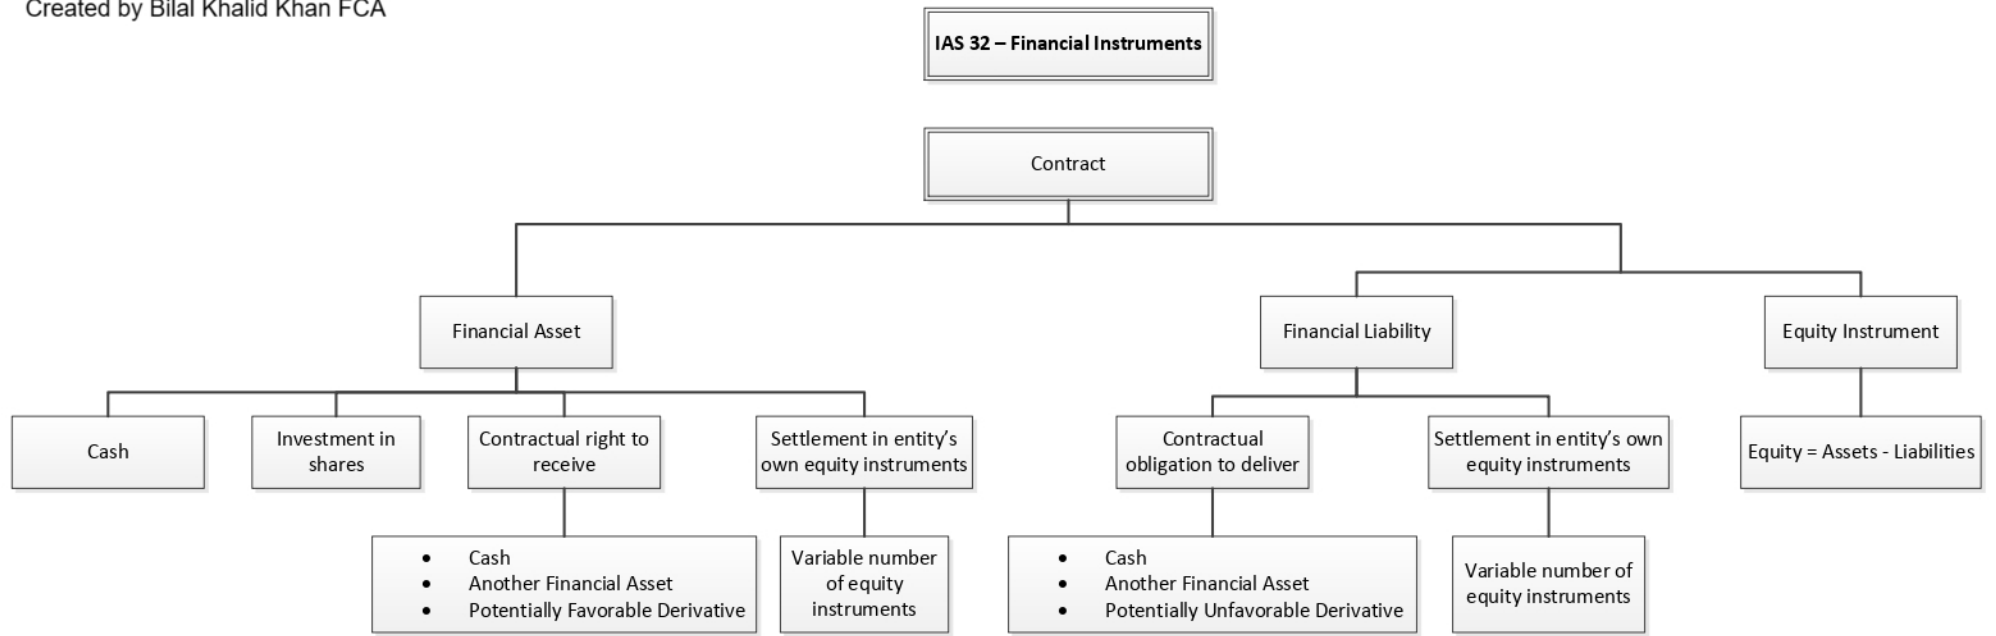 Created by Bilal Khalid Khan FCA
IAS 32 – Financial Instruments
Contract
Financial Asset
Financial Liability
Equity Instrument
Cash
Investment in
shares
Contractual right to
receive
Settlement in entity’s
own equity instruments
Contractual
obligation to deliver
Settlement in entity’s own
equity instruments
Equity = Assets - Liabilities
• Cash
• Another Financial Asset
• Potentially Favorable Derivative
Variable number
of equity
instruments
• Cash
• Another Financial Asset
• Potentially Unfavorable Derivative
Variable number of
equity instruments